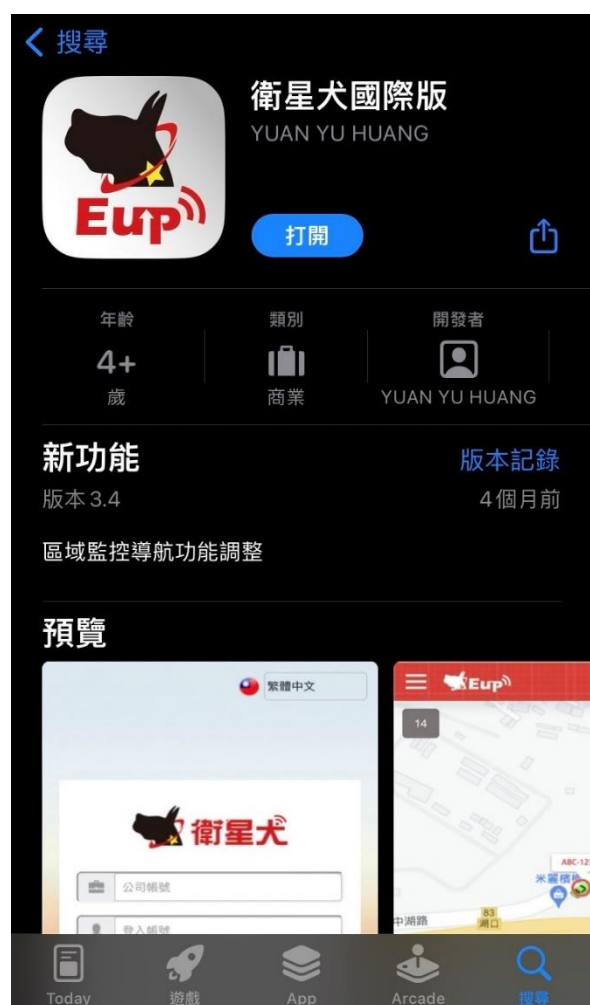 搜尋
衛星犬國際版
YUAN YU HUANG
Eup
打開
年齡
類別
開發者
4+
歲
商業
YUAN YU HUANG
新功能
版本記錄
版本 3.4
4 個月前
區域監控導航功能調整
預覽
繁體中文
衛星犬
公司帳號
登入帳號
Eup
14
ABC-123
中湖路
83
湖口
Today
遊戲
App
Arcade
搜尋